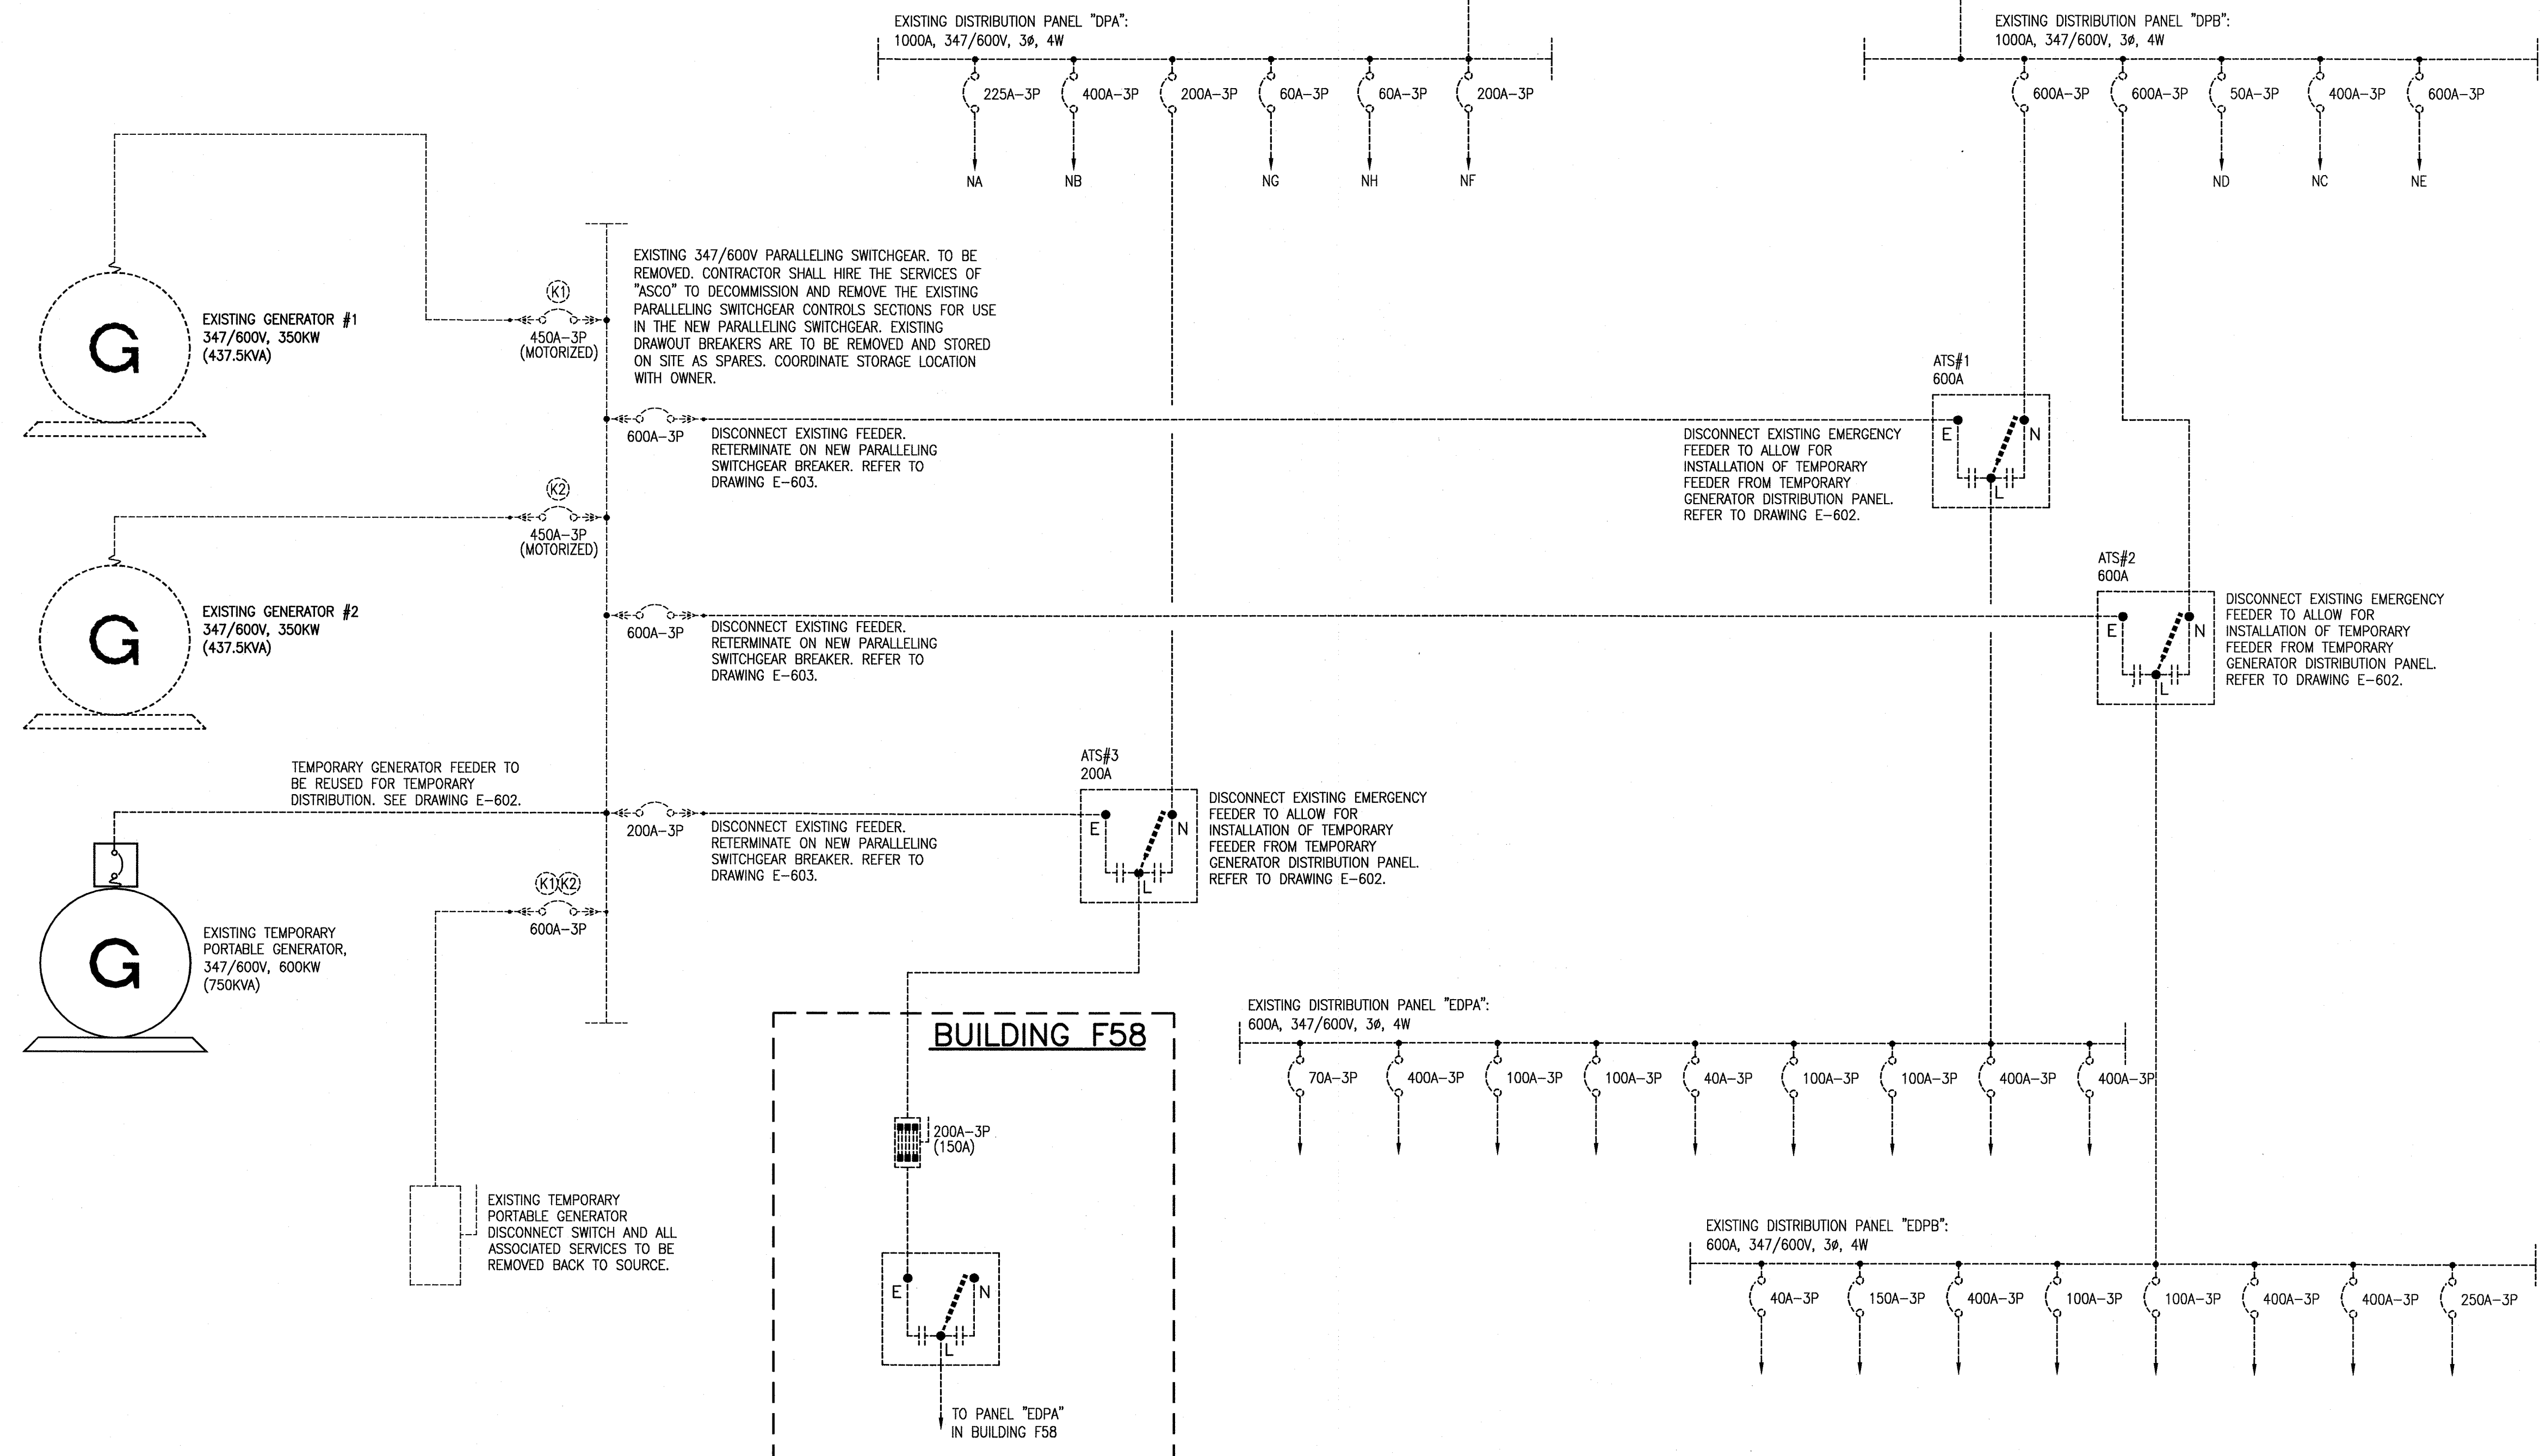 EXISTING DISTRIBUTION PANEL "DPA":
1000A, 347/600V, 3ø, 4W
225A-3P
400A-3P
200A-3P
60A-3P
60A-3P
200A-3P
NA
NB
NG
NH
NF
EXISTING DISTRIBUTION PANEL "DPB":
1000A, 347/600V, 3ø, 4W
600A-3P
600A-3P
50A-3P
400A-3P
600A-3P
ND
NC
NE
G
EXISTING GENERATOR #1
347/600V, 350KW
(437.5KVA)
K1
450A-3P
(MOTORIZED)
EXISTING 347/600V PARALLELING SWITCHGEAR. TO BE
REMOVED. CONTRACTOR SHALL HIRE THE SERVICES OF
"ASCO" TO DECOMMISSION AND REMOVE THE EXISTING
PARALLELING SWITCHGEAR CONTROLS SECTIONS FOR USE
IN THE NEW PARALLELING SWITCHGEAR. EXISTING
DRAWOUT BREAKERS ARE TO BE REMOVED AND STORED
ON SITE AS SPARES. COORDINATE STORAGE LOCATION
WITH OWNER.
600A-3P
DISCONNECT EXISTING FEEDER.
RETERMINATE ON NEW PARALLELING
SWITCHGEAR BREAKER. REFER TO
DRAWING E-603.
DISCONNECT EXISTING EMERGENCY
FEEDER TO ALLOW FOR
INSTALLATION OF TEMPORARY
FEEDER FROM TEMPORARY
GENERATOR DISTRIBUTION PANEL.
REFER TO DRAWING E-602.
ATS#1
600A
E
N
L
K2
450A-3P
(MOTORIZED)
G
EXISTING GENERATOR #2
347/600V, 350KW
(437.5KVA)
600A-3P
DISCONNECT EXISTING FEEDER.
RETERMINATE ON NEW PARALLELING
SWITCHGEAR BREAKER. REFER TO
DRAWING E-603.
ATS#2
600A
E
N
L
DISCONNECT EXISTING EMERGENCY
FEEDER TO ALLOW FOR
INSTALLATION OF TEMPORARY
FEEDER FROM TEMPORARY
GENERATOR DISTRIBUTION PANEL.
REFER TO DRAWING E-602.
TEMPORARY GENERATOR FEEDER TO
BE REUSED FOR TEMPORARY
DISTRIBUTION. SEE DRAWING E-602.
200A-3P
DISCONNECT EXISTING FEEDER.
RETERMINATE ON NEW PARALLELING
SWITCHGEAR BREAKER. REFER TO
DRAWING E-603.
ATS#3
200A
E
N
L
DISCONNECT EXISTING EMERGENCY
FEEDER TO ALLOW FOR
INSTALLATION OF TEMPORARY
FEEDER FROM TEMPORARY
GENERATOR DISTRIBUTION PANEL.
REFER TO DRAWING E-602.
K1 K2
600A-3P
G
EXISTING TEMPORARY
PORTABLE GENERATOR,
347/600V, 600KW
(750KVA)
EXISTING TEMPORARY
PORTABLE GENERATOR
DISCONNECT SWITCH AND ALL
ASSOCIATED SERVICES TO BE
REMOVED BACK TO SOURCE.
BUILDING F58
200A-3P
(150A)
E
N
L
TO PANEL "EDPA"
IN BUILDING F58
EXISTING DISTRIBUTION PANEL "EDPA":
600A, 347/600V, 3ø, 4W
70A-3P
400A-3P
100A-3P
100A-3P
40A-3P
100A-3P
100A-3P
400A-3P
400A-3P
EXISTING DISTRIBUTION PANEL "EDPB":
600A, 347/600V, 3ø, 4W
40A-3P
150A-3P
400A-3P
100A-3P
100A-3P
400A-3P
400A-3P
250A-3P